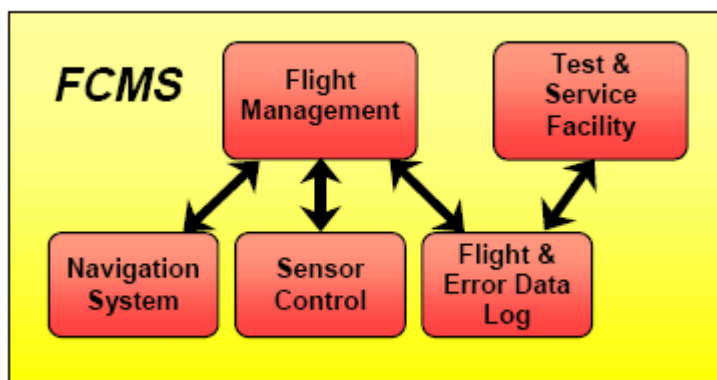 FCMS
Flight
Management
Test &
Service
Facility
Navigation
System
Sensor
Control
Flight &
Error Data
Log